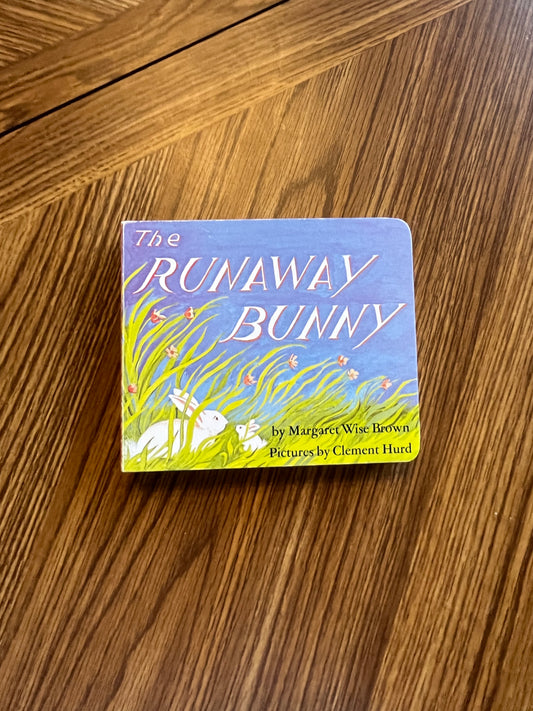 The
RUNAWAY
BUNNY
by Margaret Wise Brown
Pictures by Clement Hurd